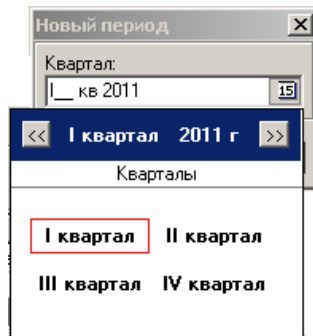 Новый период
Квартал:
I__ кв 2011
15
<< I квартал 2011 г >>
Кварталы
I квартал II квартал
III квартал IV квартал